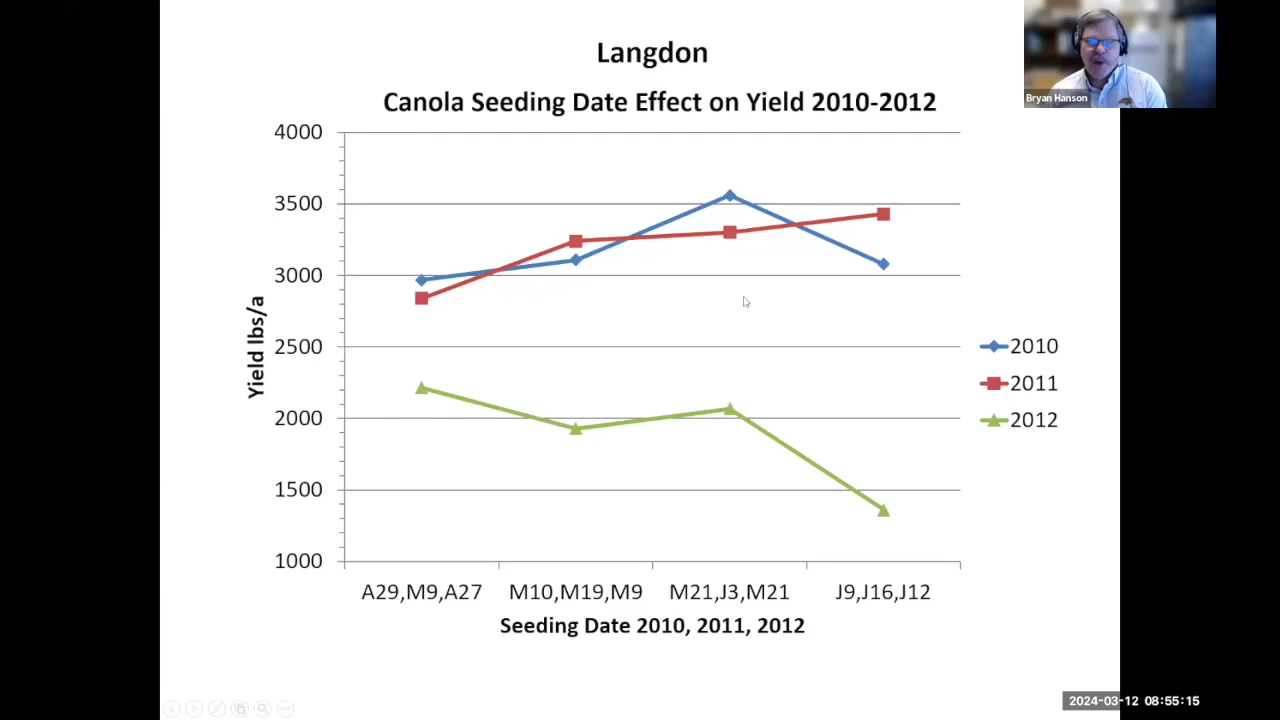 Langdon
Canola Seeding Date Effect on Yield 2010-2012
Bryan Hanson
4000
3500
3000
2500
2000
1500
1000
Yield lbs/a
2010
2011
2012
A29,M9,A27 M10,M19,M9 M21,J3,M21 J9,J16,J12
Seeding Date 2010, 2011, 2012
2024-03-12 08:55:15